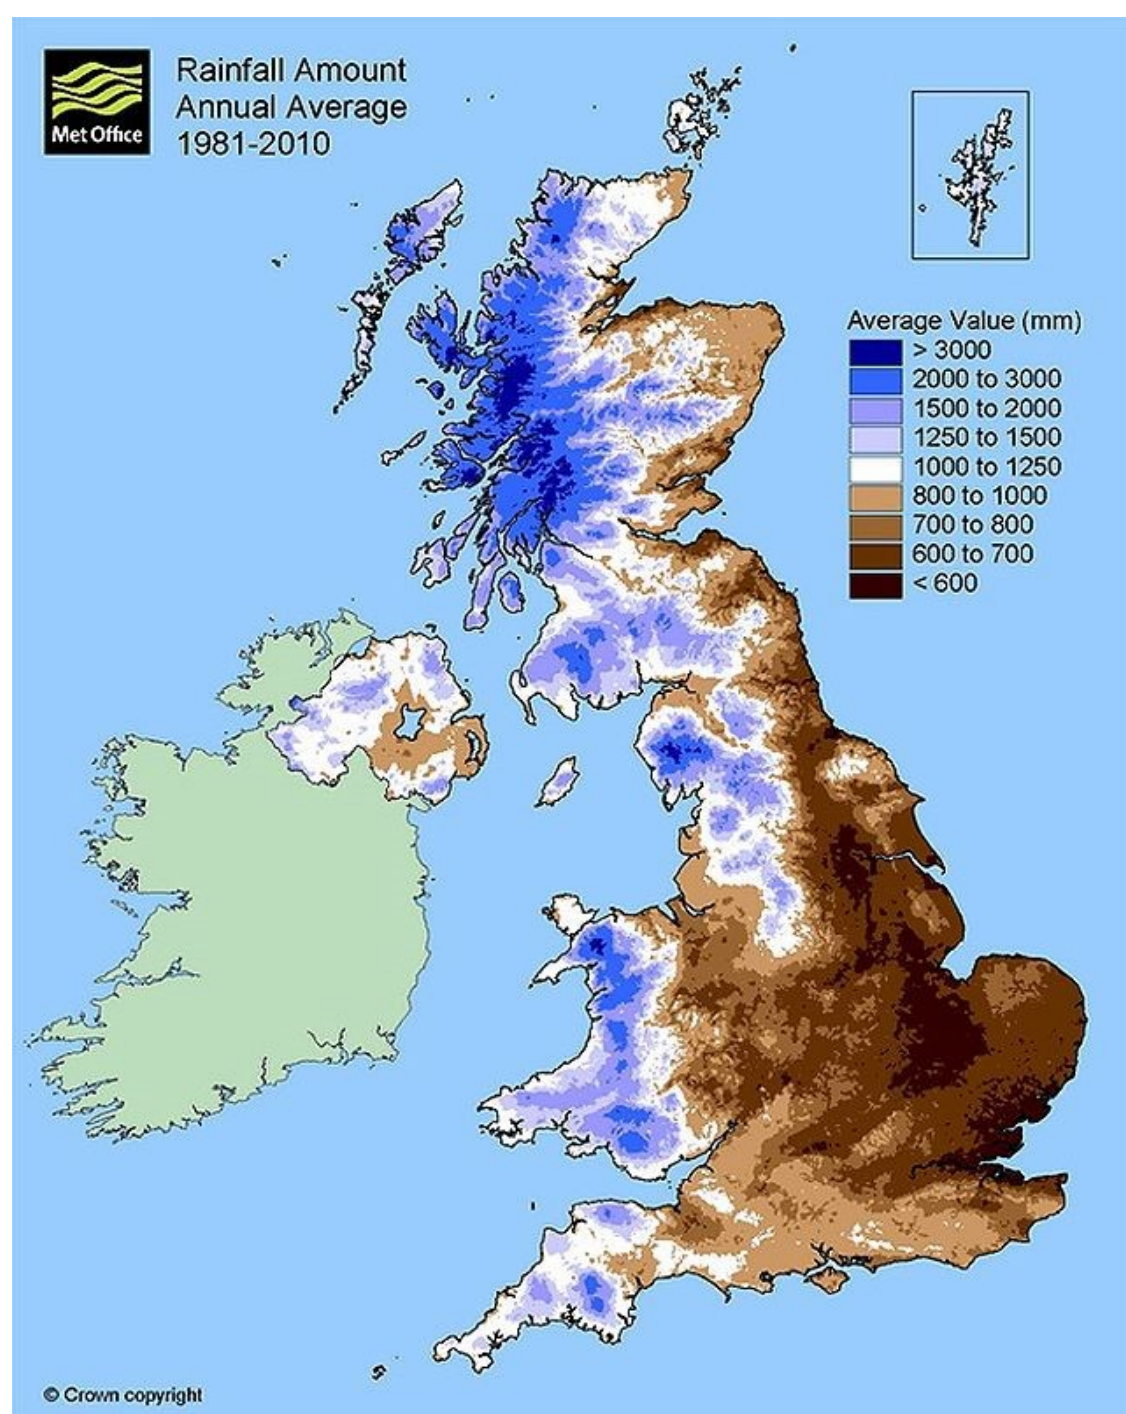 Met Office
Rainfall Amount
Annual Average
1981-2010
Average Value (mm)
> 3000
2000 to 3000
1500 to 2000
1250 to 1500
1000 to 1250
800 to 1000
700 to 800
600 to 700
< 600
© Crown copyright